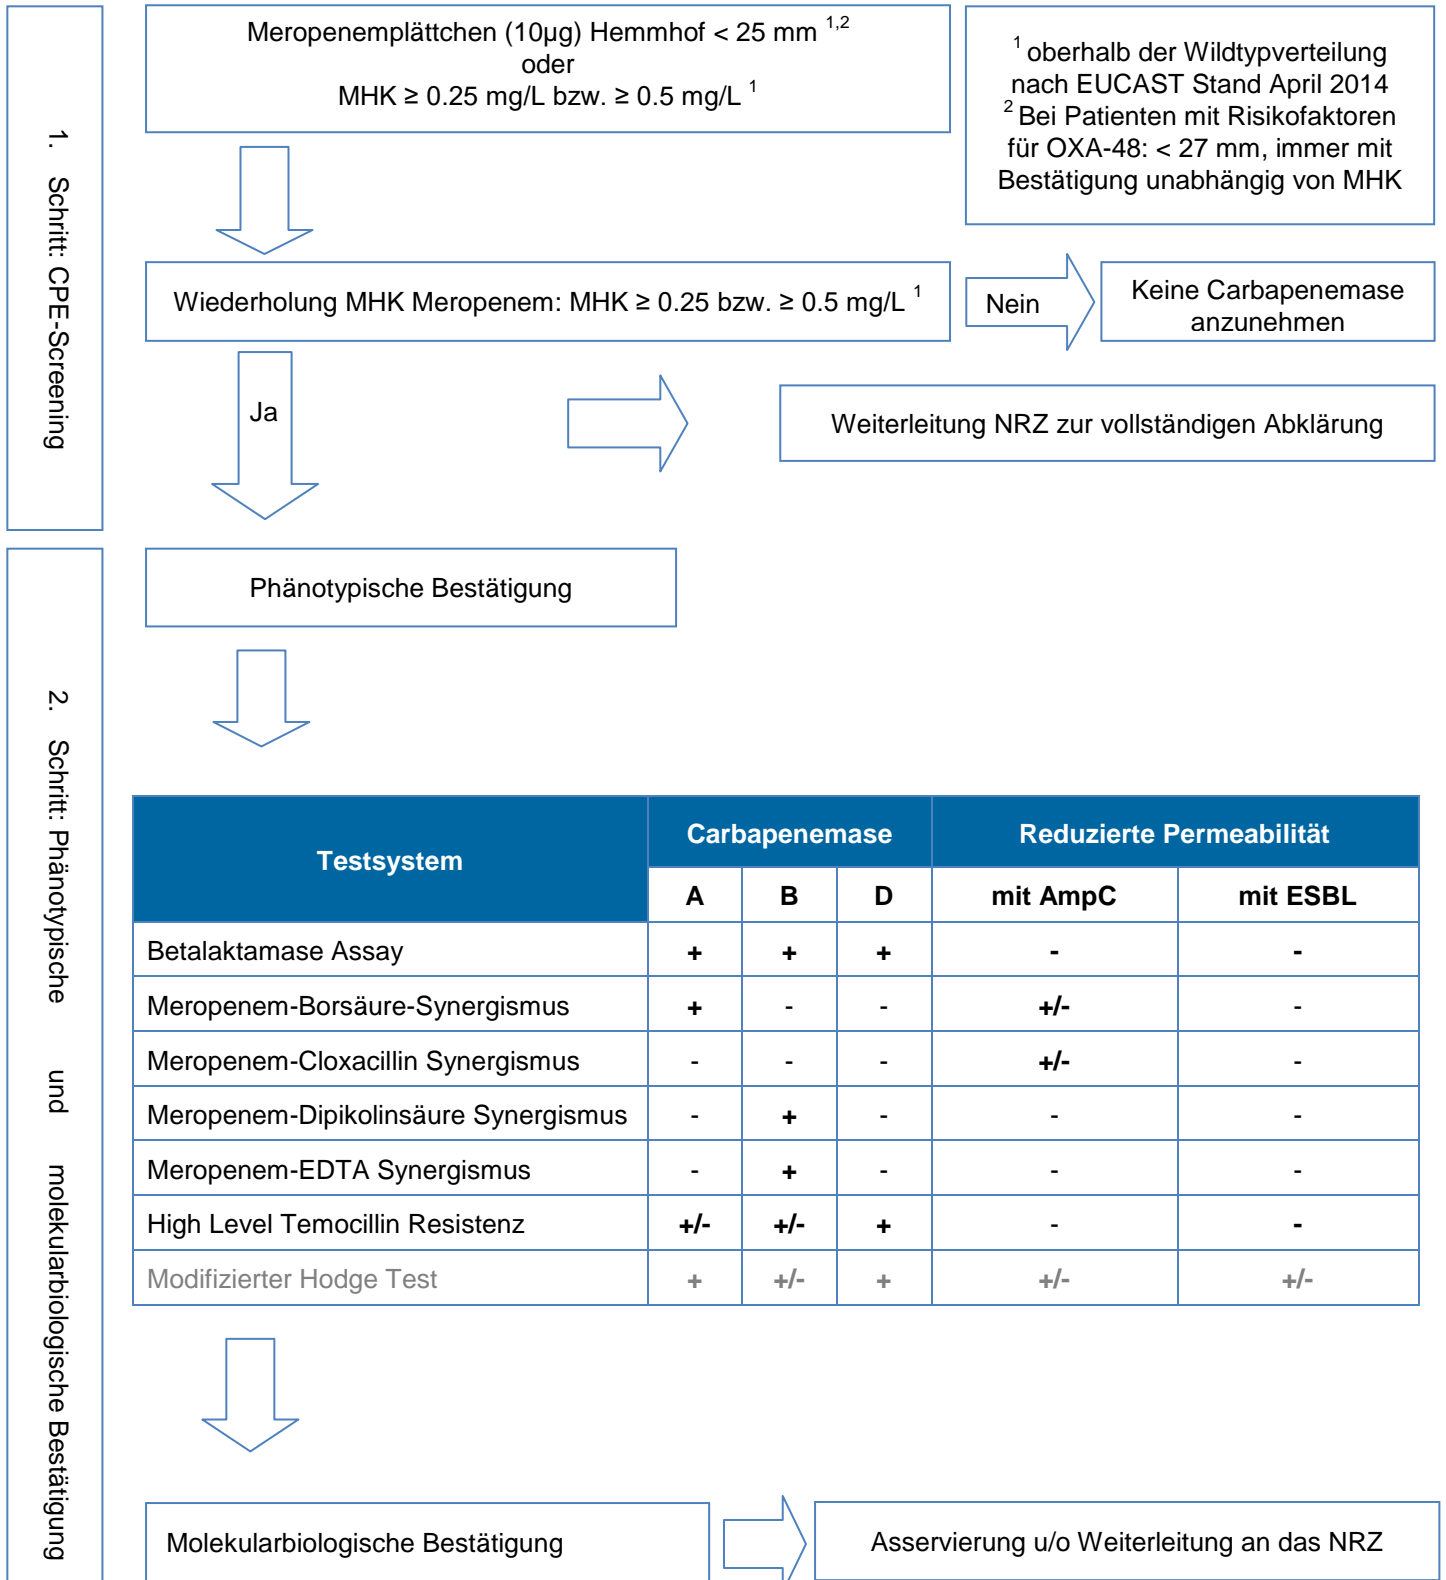 1. Schritt: CPE-Screening
Meropenemplättchen (10µg) Hemmhof < 25 mm 1,2
oder
MHK ≥ 0.25 mg/L bzw. ≥ 0.5 mg/L 1
1 oberhalb der Wildtypverteilung
nach EUCAST Stand April 2014
2 Bei Patienten mit Risikofaktoren
für OXA-48: < 27 mm, immer mit
Bestätigung unabhängig von MHK
Wiederholung MHK Meropenem: MHK ≥ 0.25 bzw. ≥ 0.5 mg/L 1
Nein
Keine Carbapenemase
anzunehmen
Ja
Weiterleitung NRZ zur vollständigen Abklärung
2. Schritt: Phänotypische und molekularbiologische Bestätigung
Phänotypische Bestätigung
Testsystem Carbapenemase Reduzierte Permeabilität
A B D mit AmpC mit ESBL
Betalaktamase Assay + + + - -
Meropenem-Borsäure-Synergismus + - - +/- -
Meropenem-Cloxacillin Synergismus - - - +/- -
Meropenem-Dipikolinsäure Synergismus - + - - -
Meropenem-EDTA Synergismus - + - - -
High Level Temocillin Resistenz +/- +/- + - -
Modifizierter Hodge Test + +/- + +/- +/-
Molekularbiologische Bestätigung
Asservierung u/o Weiterleitung an das NRZ